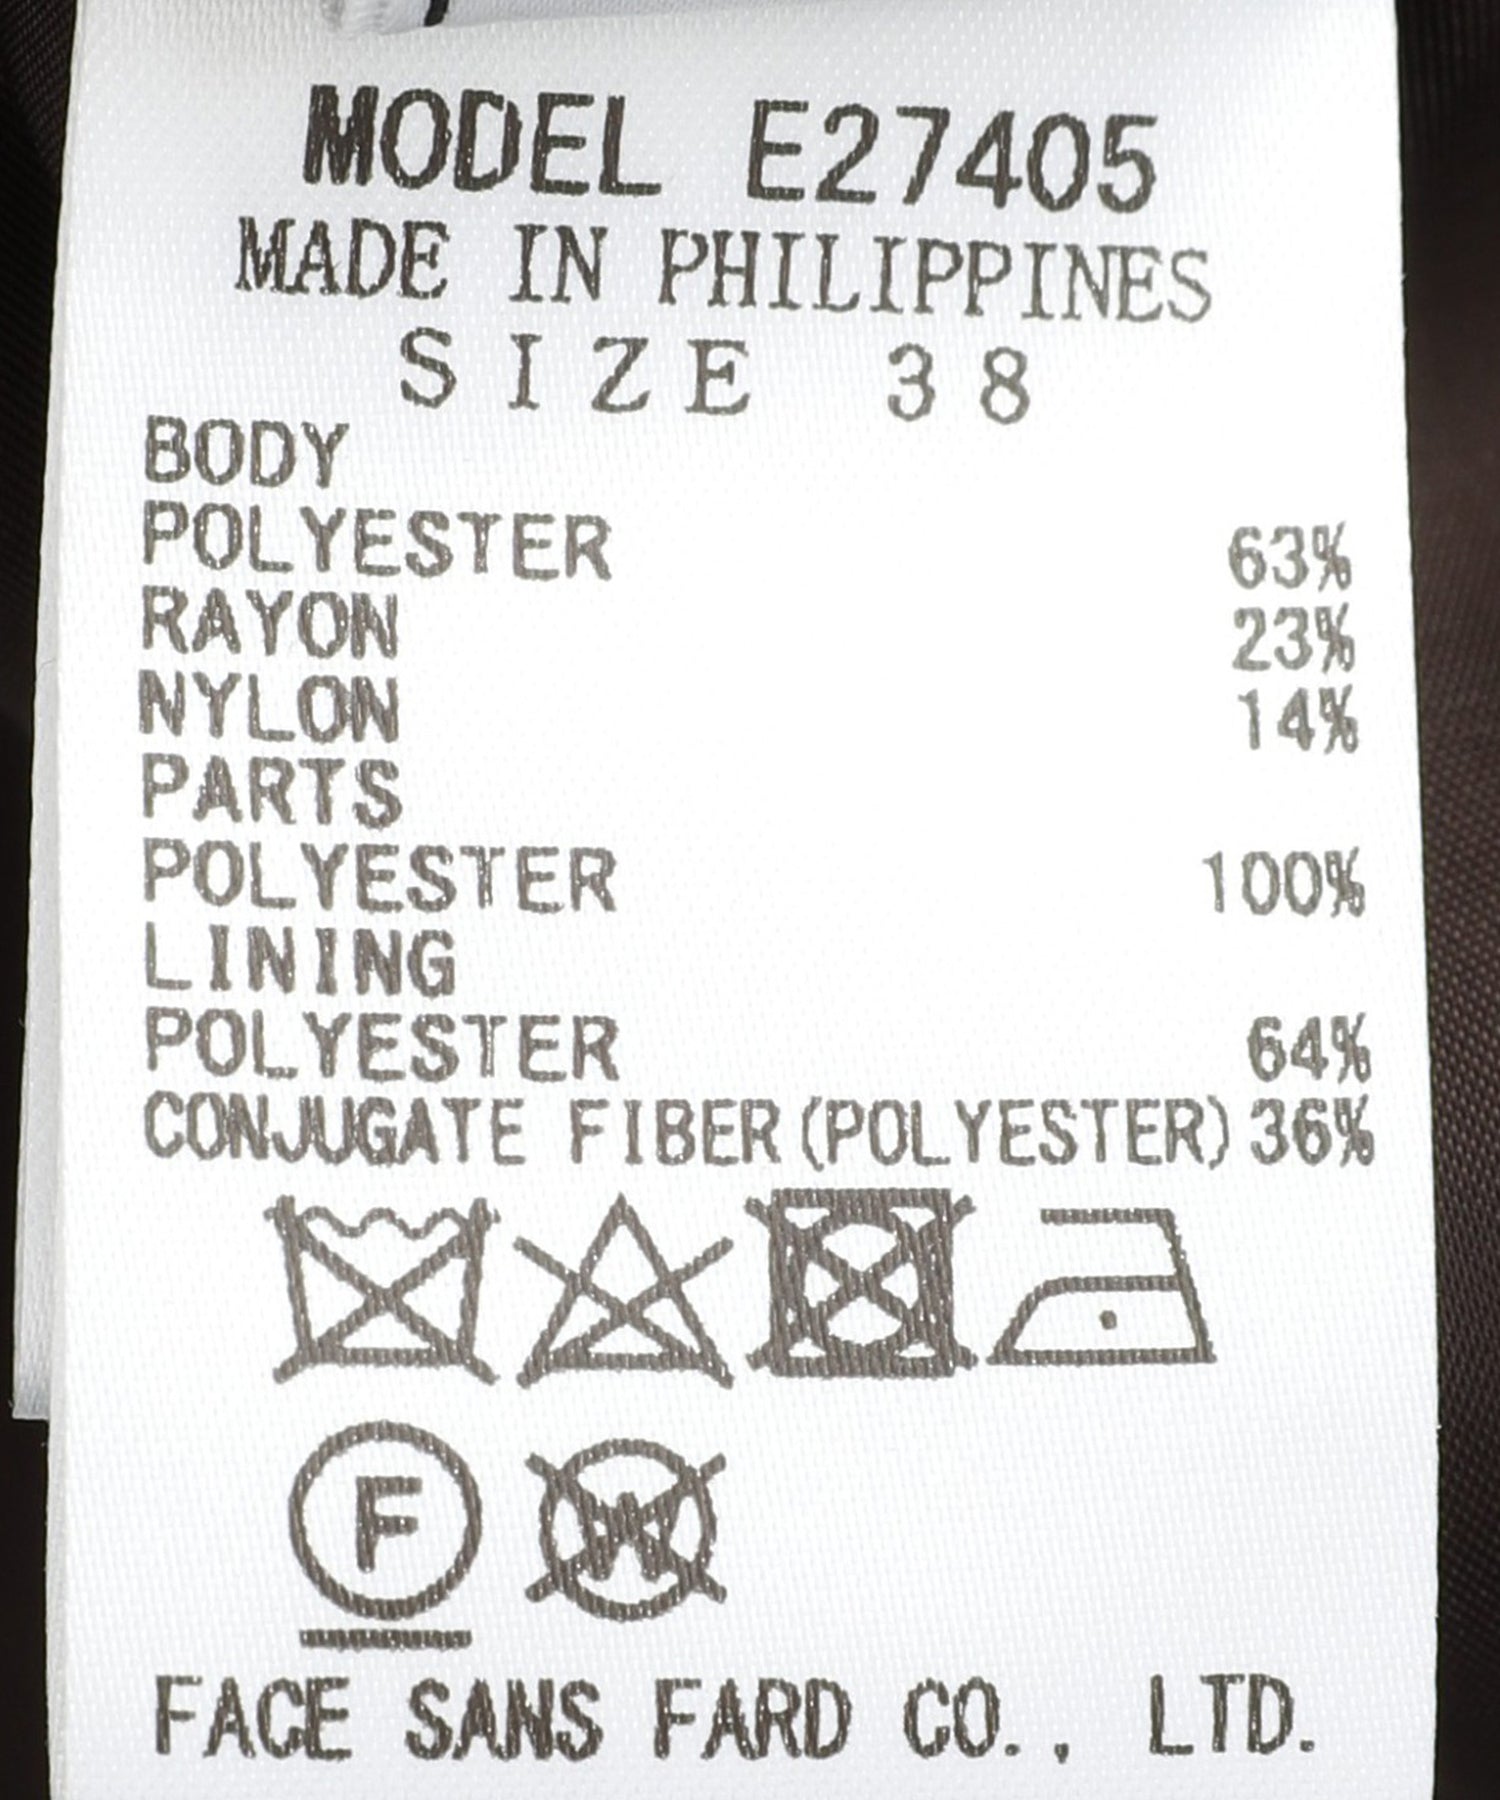 MODEL E27405
MADE IN PHILIPPINES
SIZE 38
BODY
POLYESTER 63%
RAYON 23%
NYLON 14%
PARTS
POLYESTER 100%
LINING
POLYESTER 64%
CONJUGATE FIBER(POLYESTER)36%
F W
FACE SANS FARD CO., LTD.